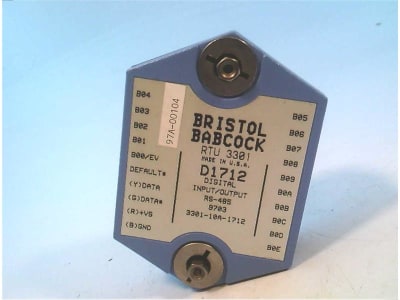 B04
B03
B02
B01
B00/EV
DEFAULT*
(Y)DATA
(G)DATA*
(R)+VS
(B)GND
97A-00104
BRISTOL
BABCOCK
RTU 3301
MADE IN U.S.A.
D1712
DIGITAL
INPUT/OUTPUT
RS-485
9703
3301-10A-1712
B05
B06
B07
B08
B09
B0A
B0B
B0C
B0D
B0E